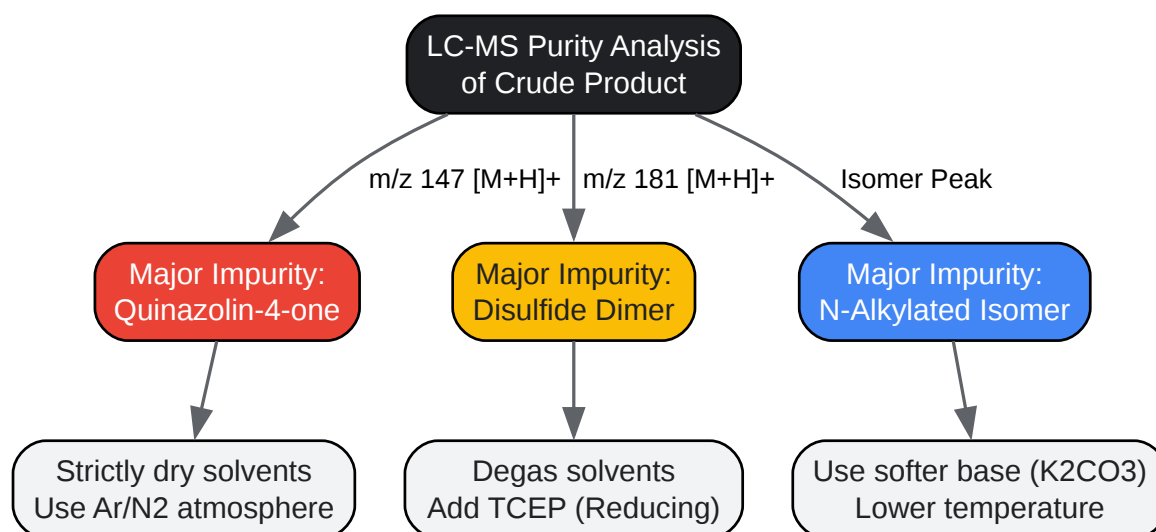 LC-MS Purity Analysis
of Crude Product
m/z 147 [M+H]+
m/z 181 [M+H]+
Isomer Peak
Major Impurity:
Quinazolin-4-one
Major Impurity:
Disulfide Dimer
Major Impurity:
N-Alkylated Isomer
Strictly dry solvents
Use Ar/N2 atmosphere
Degas solvents
Add TCEP (Reducing)
Use softer base (K2CO3)
Lower temperature